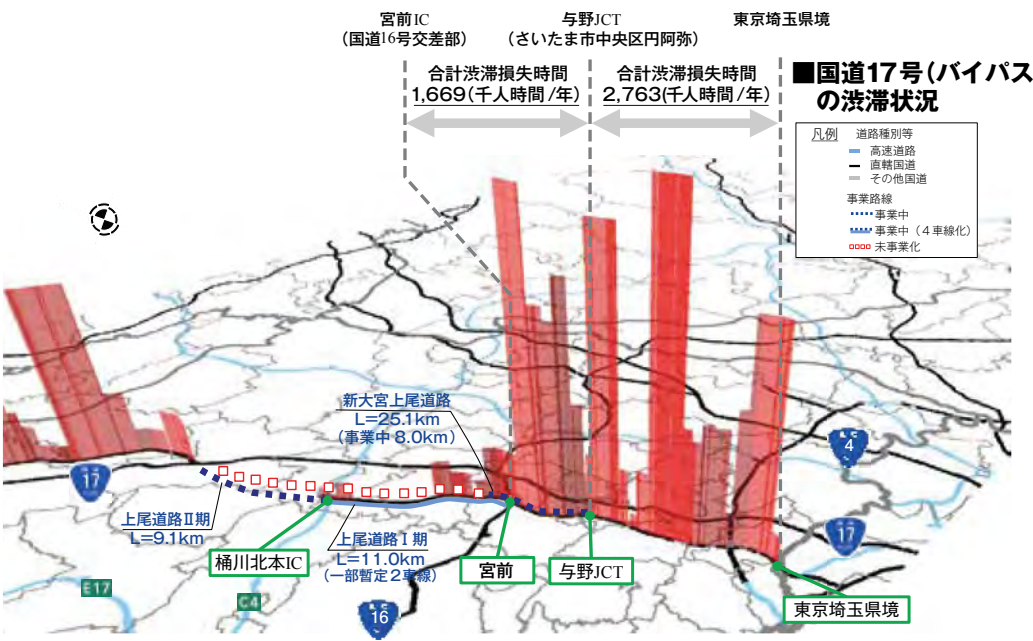 宮前IC
(国道16号交差部)
与野JCT
(さいたま市中央区円阿弥)
東京埼玉県境
合計渋滞損失時間
1,669(千人時間/年)
合計渋滞損失時間
2,763(千人時間/年)
■国道17号(バイパス
の渋滞状況
凡例 道路種別等
高速道路
直轄国道
その他国道
事業路線
事業中
事業中(4車線化)
未事業化
新大宮上尾道路
L=25.1km
(事業中 8.0km)
4
17
17
上尾道路Ⅱ期
L=9.1km
桶川北本IC
上尾道路Ⅰ期
L=11.0km
(一部暫定2車線)
宮前
与野JCT
東京埼玉県境
E17
C4
16